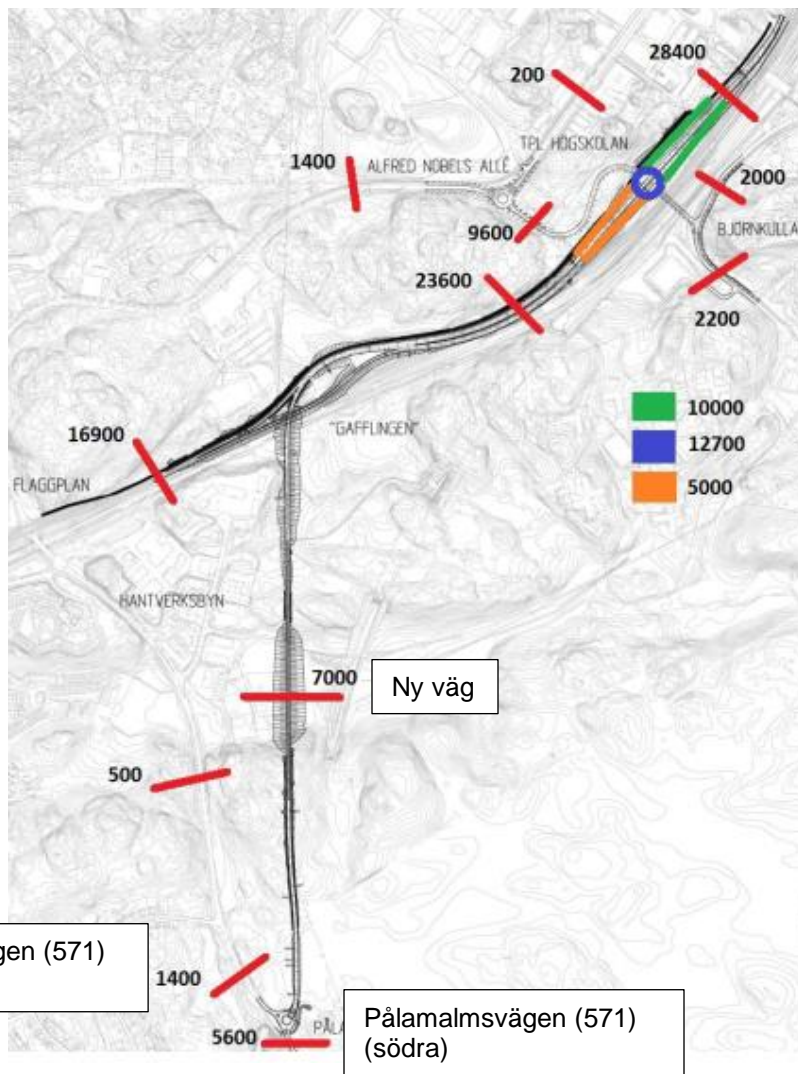 28400
200
TPL HÖGSKOLAN
1400
ALFRED NOBELS ALLÉ
2000
9600
BJÖRNKULLA
23600
2200
10000
16900
"GAFFLINGEN"
12700
FLAGGPLAN
5000
HANTVERKSBYN
7000
Ny väg
500
gen (571)
1400
Pålamalmsvägen (571)
(södra)
5600
PÅLA